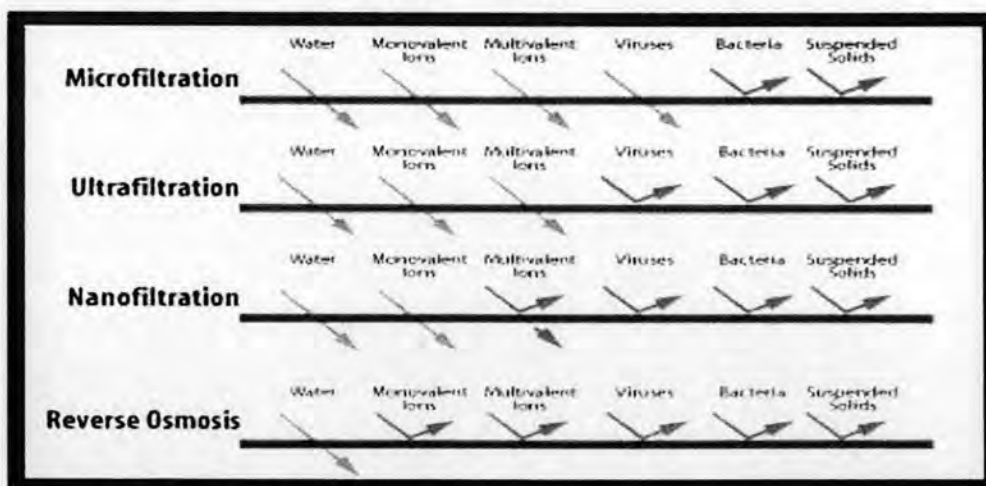 Water Monovalent Ions Multivalent Ions Viruses Bacteria Suspended Solids
Microfiltration
Water Monovalent Ions Multivalent Ions Viruses Bacteria Suspended Solids
Ultrafiltration
Water Monovalent Ions Multivalent Ions Viruses Bacteria Suspended Solids
Nanofiltration
Water Monovalent Ions Multivalent Ions Viruses Bacteria Suspended Solids
Reverse Osmosis